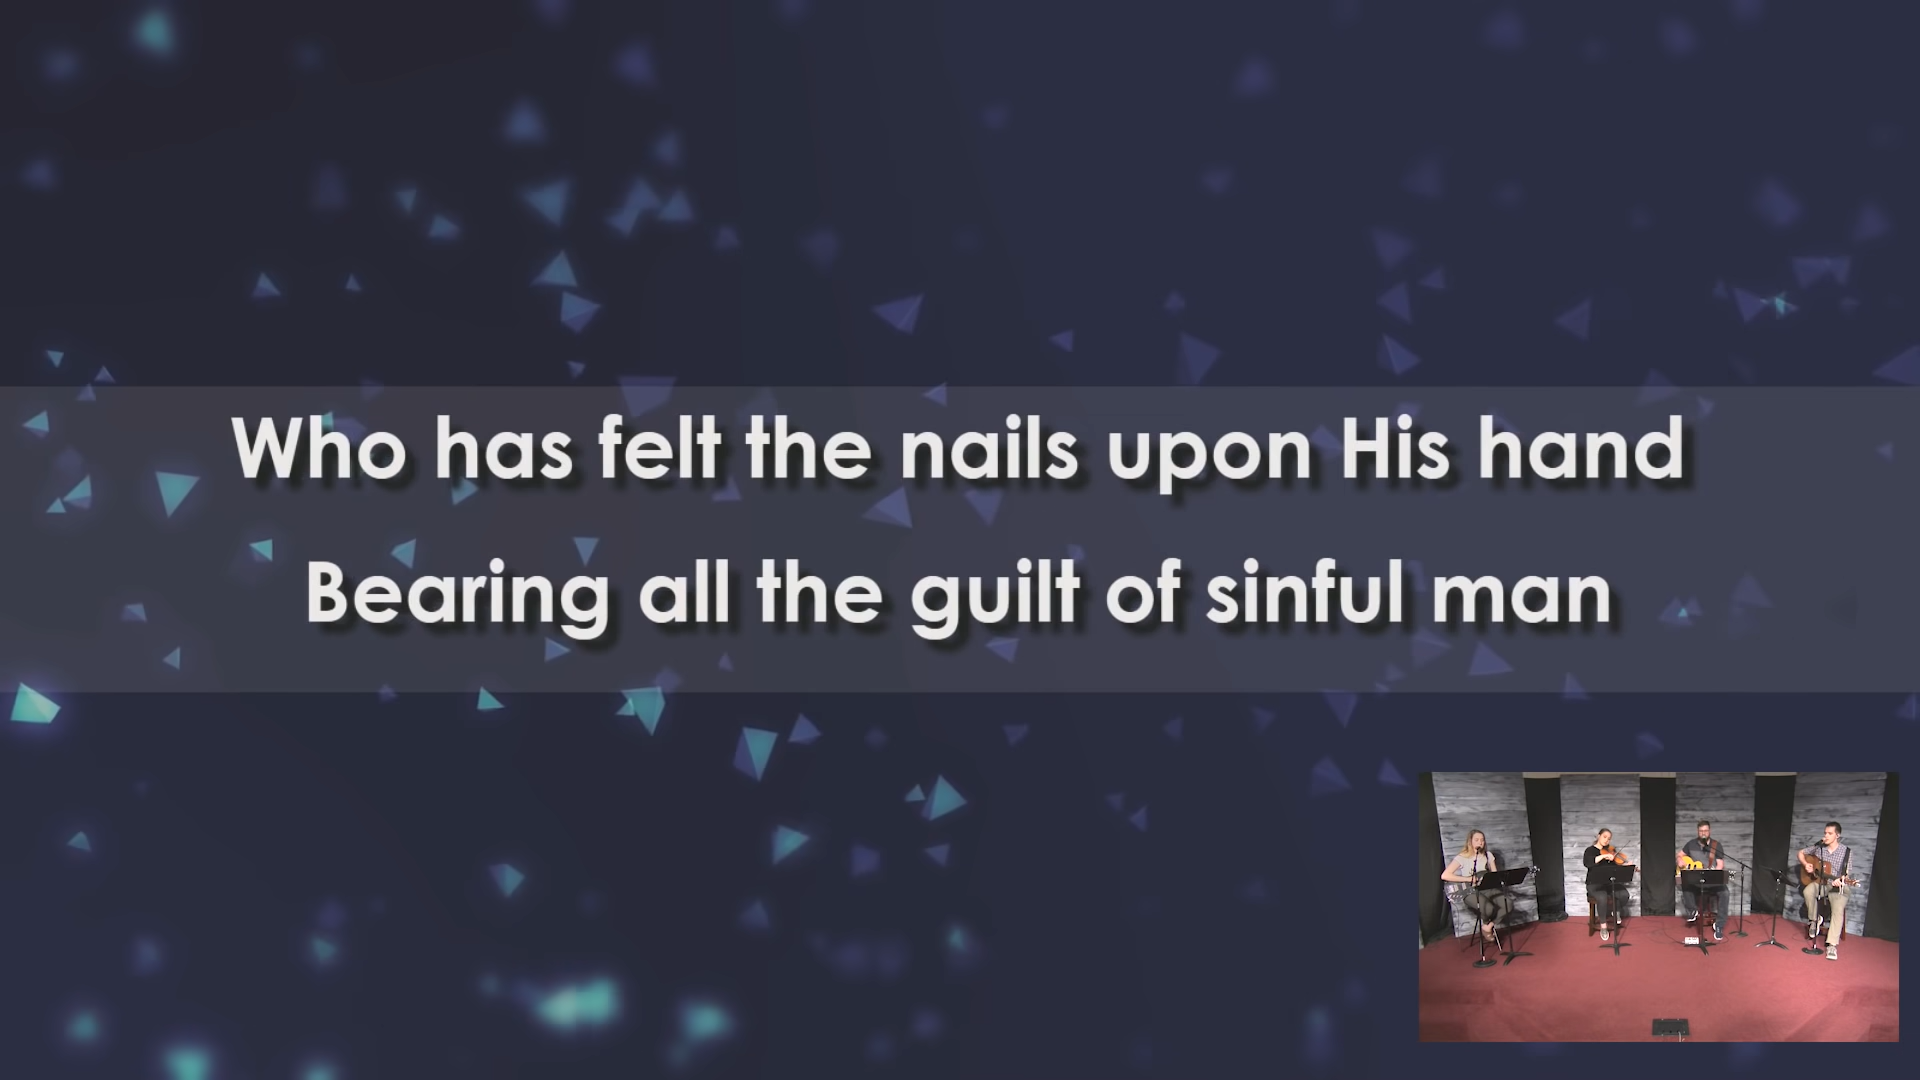 Who has felt the nails upon His hand
Bearing all the guilt of sinful man